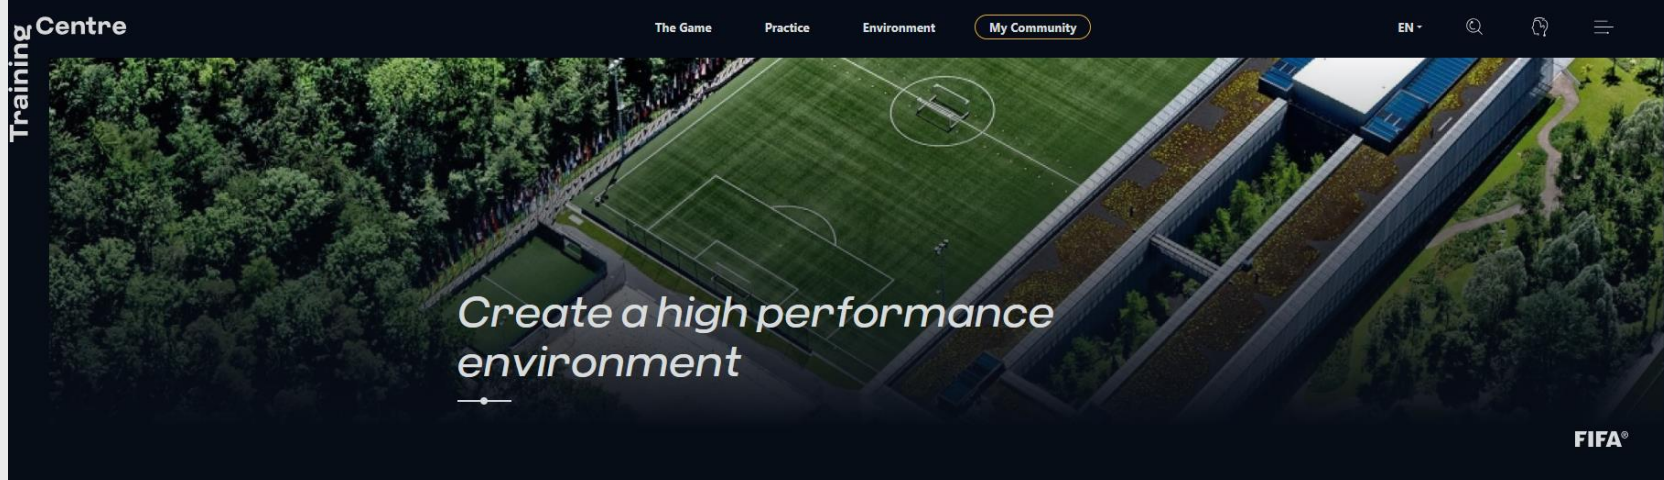 Training
Centre
The Game
Practice
Environment
My Community
EN
Create a high performance
environment
FIFA®